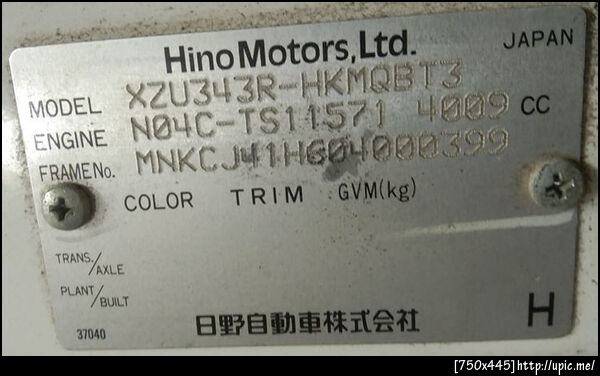 Hino Motors, Ltd.
JAPAN
MODEL XZU343R-HKMQBT3
ENGINE N04C-TS11571 4009 CC
FRAME No. MNKCJ41HG04000399
COLOR TRIM GVM(kg)
TRANS./AXLE
PLANT/BUILT
37040
日野自動車株式会社
H
[750x445]http://upic.me/